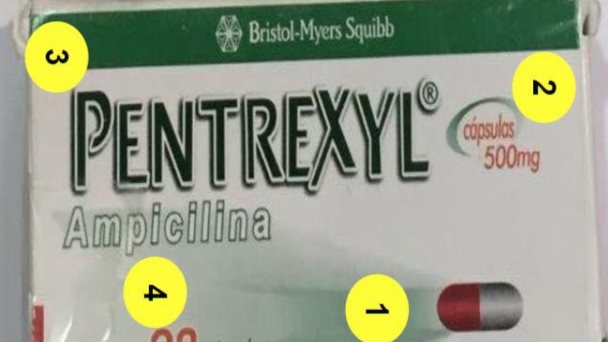 Bristol-Myers Squibb
3
2
PENTREXYL®
cápsulas
500mg
Ampicilina
4
1